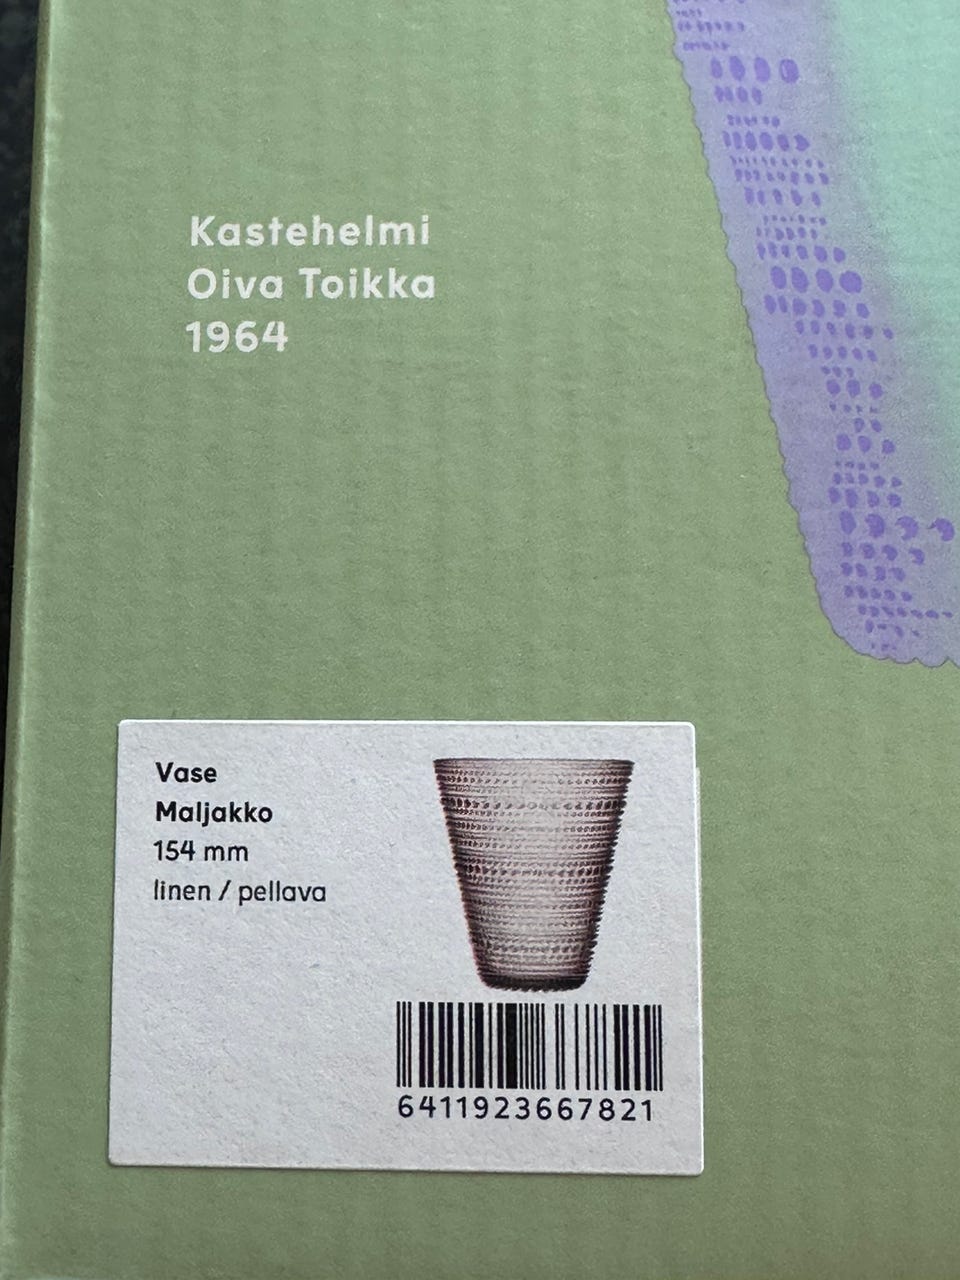 Kastehelmi
Oiva Toikka
1964
Vase
Maljakko
154 mm
linen / pellava
6411923667821